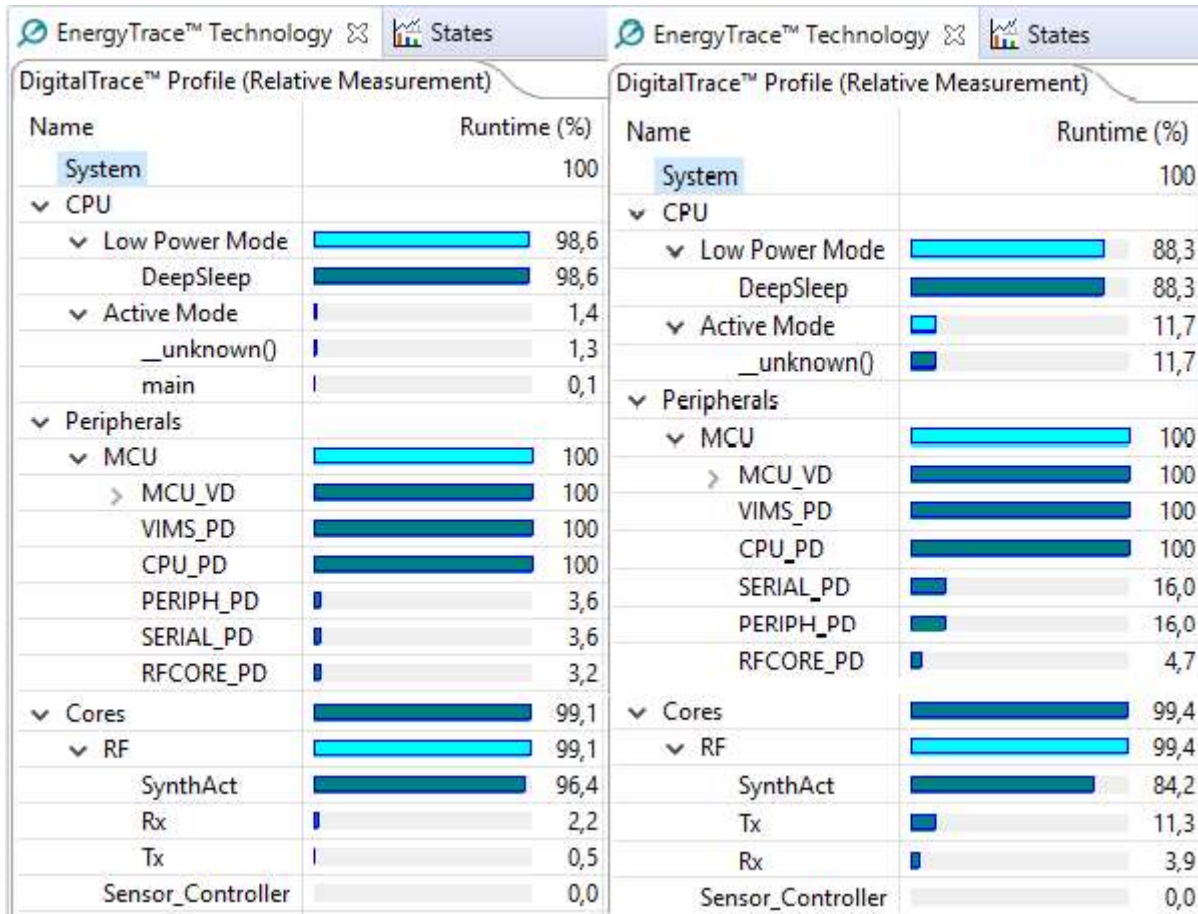 EnergyTrace™ Technology States
DigitalTrace™ Profile (Relative Measurement)
Name Runtime (%)
System 100
CPU
Low Power Mode 98,6
DeepSleep 98,6
Active Mode 1,4
__unknown() 1,3
main 0,1
Peripherals
MCU 100
MCU_VD 100
VIMS_PD 100
CPU_PD 100
PERIPH_PD 3,6
SERIAL_PD 3,6
RFCORE_PD 3,2
Cores 99,1
RF 99,1
SynthAct 96,4
Rx 2,2
Tx 0,5
Sensor_Controller 0,0
EnergyTrace™ Technology States
DigitalTrace™ Profile (Relative Measurement)
Name Runtime (%)
System 100
CPU
Low Power Mode 88,3
DeepSleep 88,3
Active Mode 11,7
__unknown() 11,7
Peripherals
MCU 100
MCU_VD 100
VIMS_PD 100
CPU_PD 100
SERIAL_PD 16,0
PERIPH_PD 16,0
RFCORE_PD 4,7
Cores 99,4
RF 99,4
SynthAct 84,2
Tx 11,3
Rx 3,9
Sensor_Controller 0,0